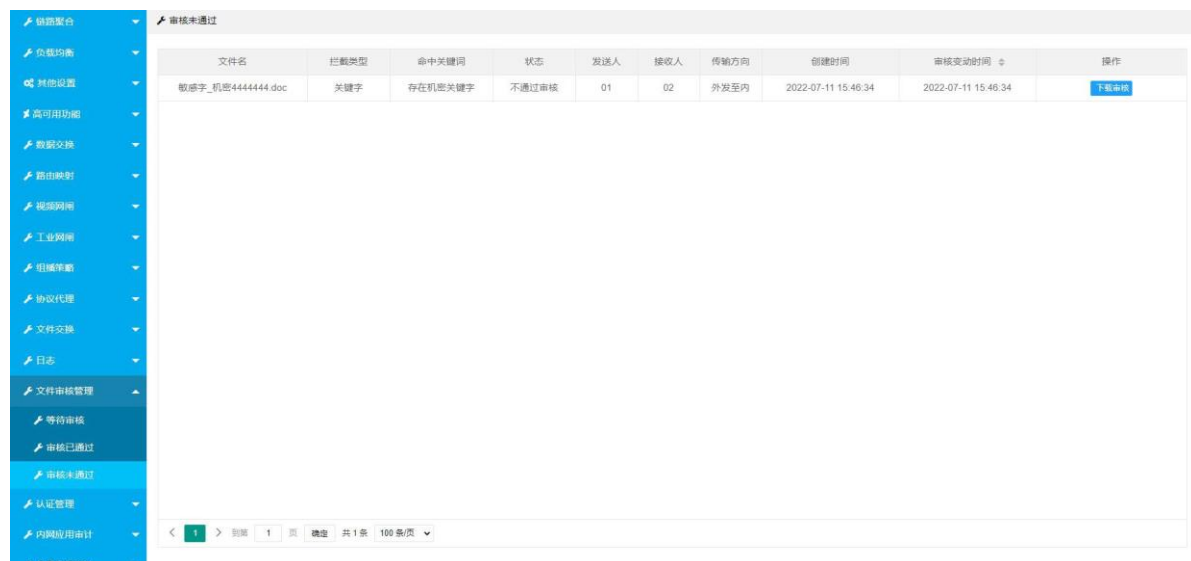 链路聚合
负载均衡
其他设置
高可用功能
数据交换
路由映射
视频网闸
工业网闸
组播策略
协议代理
文件交换
日志
文件审核管理
等待审核
审核已通过
审核未通过
认证管理
内网应用审计
审核未通过
文件名 拦截类型 命中关键词 状态 发送人 接收人 传输方向 创建时间 审核变动时间 操作
敏感字_机密4444444.doc 关键字 存在机密关键字 不通过审核 01 02 外发至内 2022-07-11 15:46:34 2022-07-11 15:46:34 下载审核
1 到第 1 页 确定 共 1 条 100 条/页